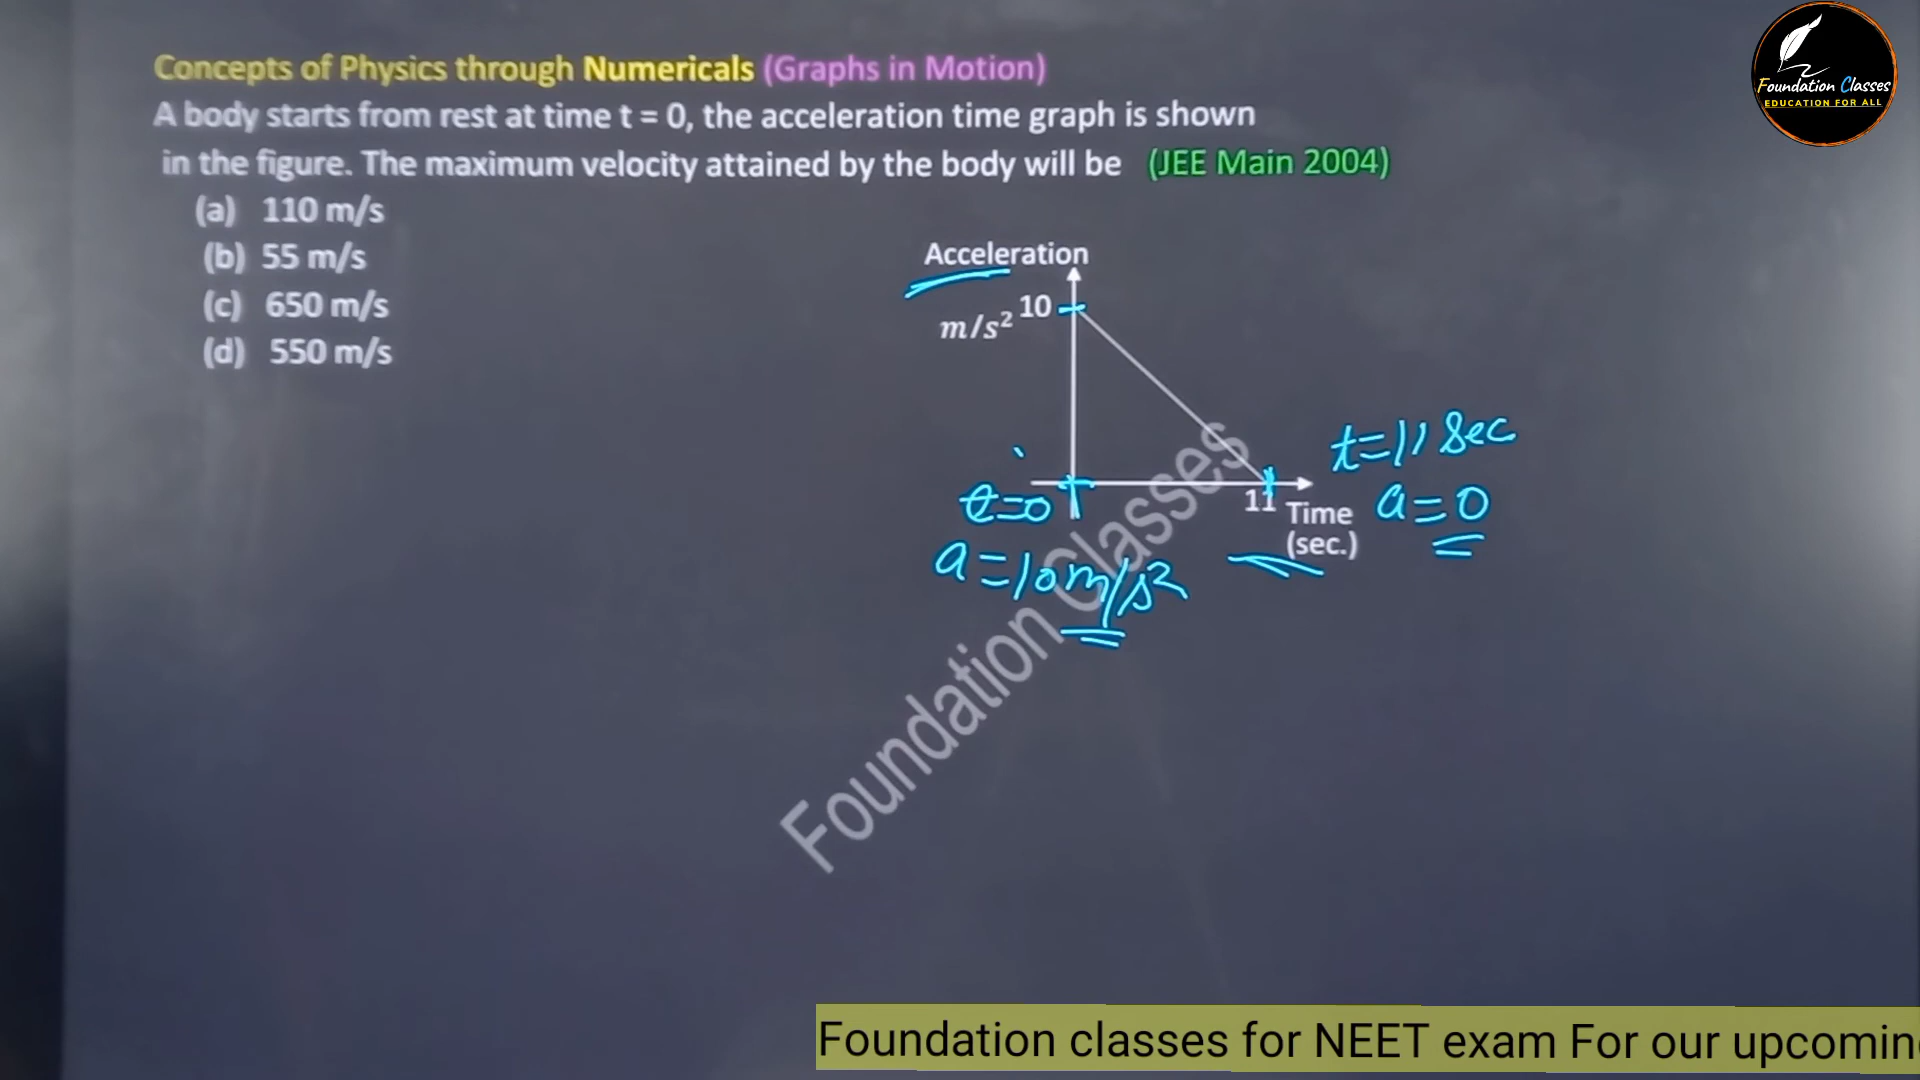 Concepts of Physics through Numericals (Graphs in Motion)
A body starts from rest at time t = 0, the acceleration time graph is shown
in the figure. The maximum velocity attained by the body will be (JEE Main 2004)
(a) 110 m/s
(b) 55 m/s
(c) 650 m/s
(d) 550 m/s
Acceleration
10
m/s²
t=11 Sec
t=0
11
Time
(sec.)
a=0
a=10m/s²
Foundation Classes
Foundation Classes
EDUCATION FOR ALL
Foundation classes for NEET exam For our upcomin